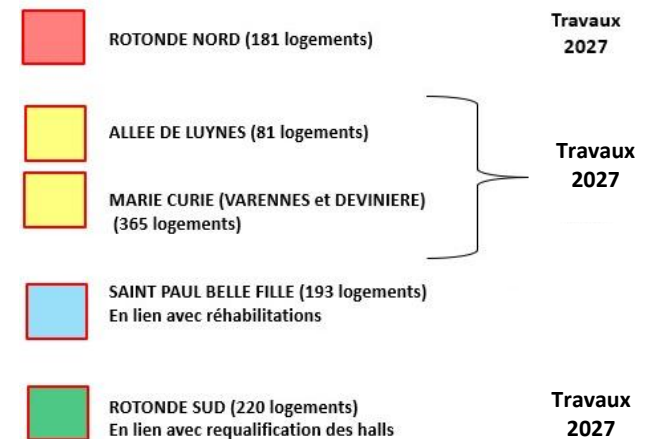 ROTONDE NORD (181 logements)
Travaux
2027
ALLEE DE LUYNES (81 logements)
MARIE CURIE (VARENNES et DEVINIERE)
(365 logements)
Travaux
2027
SAINT PAUL BELLE FILLE (193 logements)
En lien avec réhabilitations
ROTONDE SUD (220 logements)
En lien avec requalification des halls
Travaux
2027